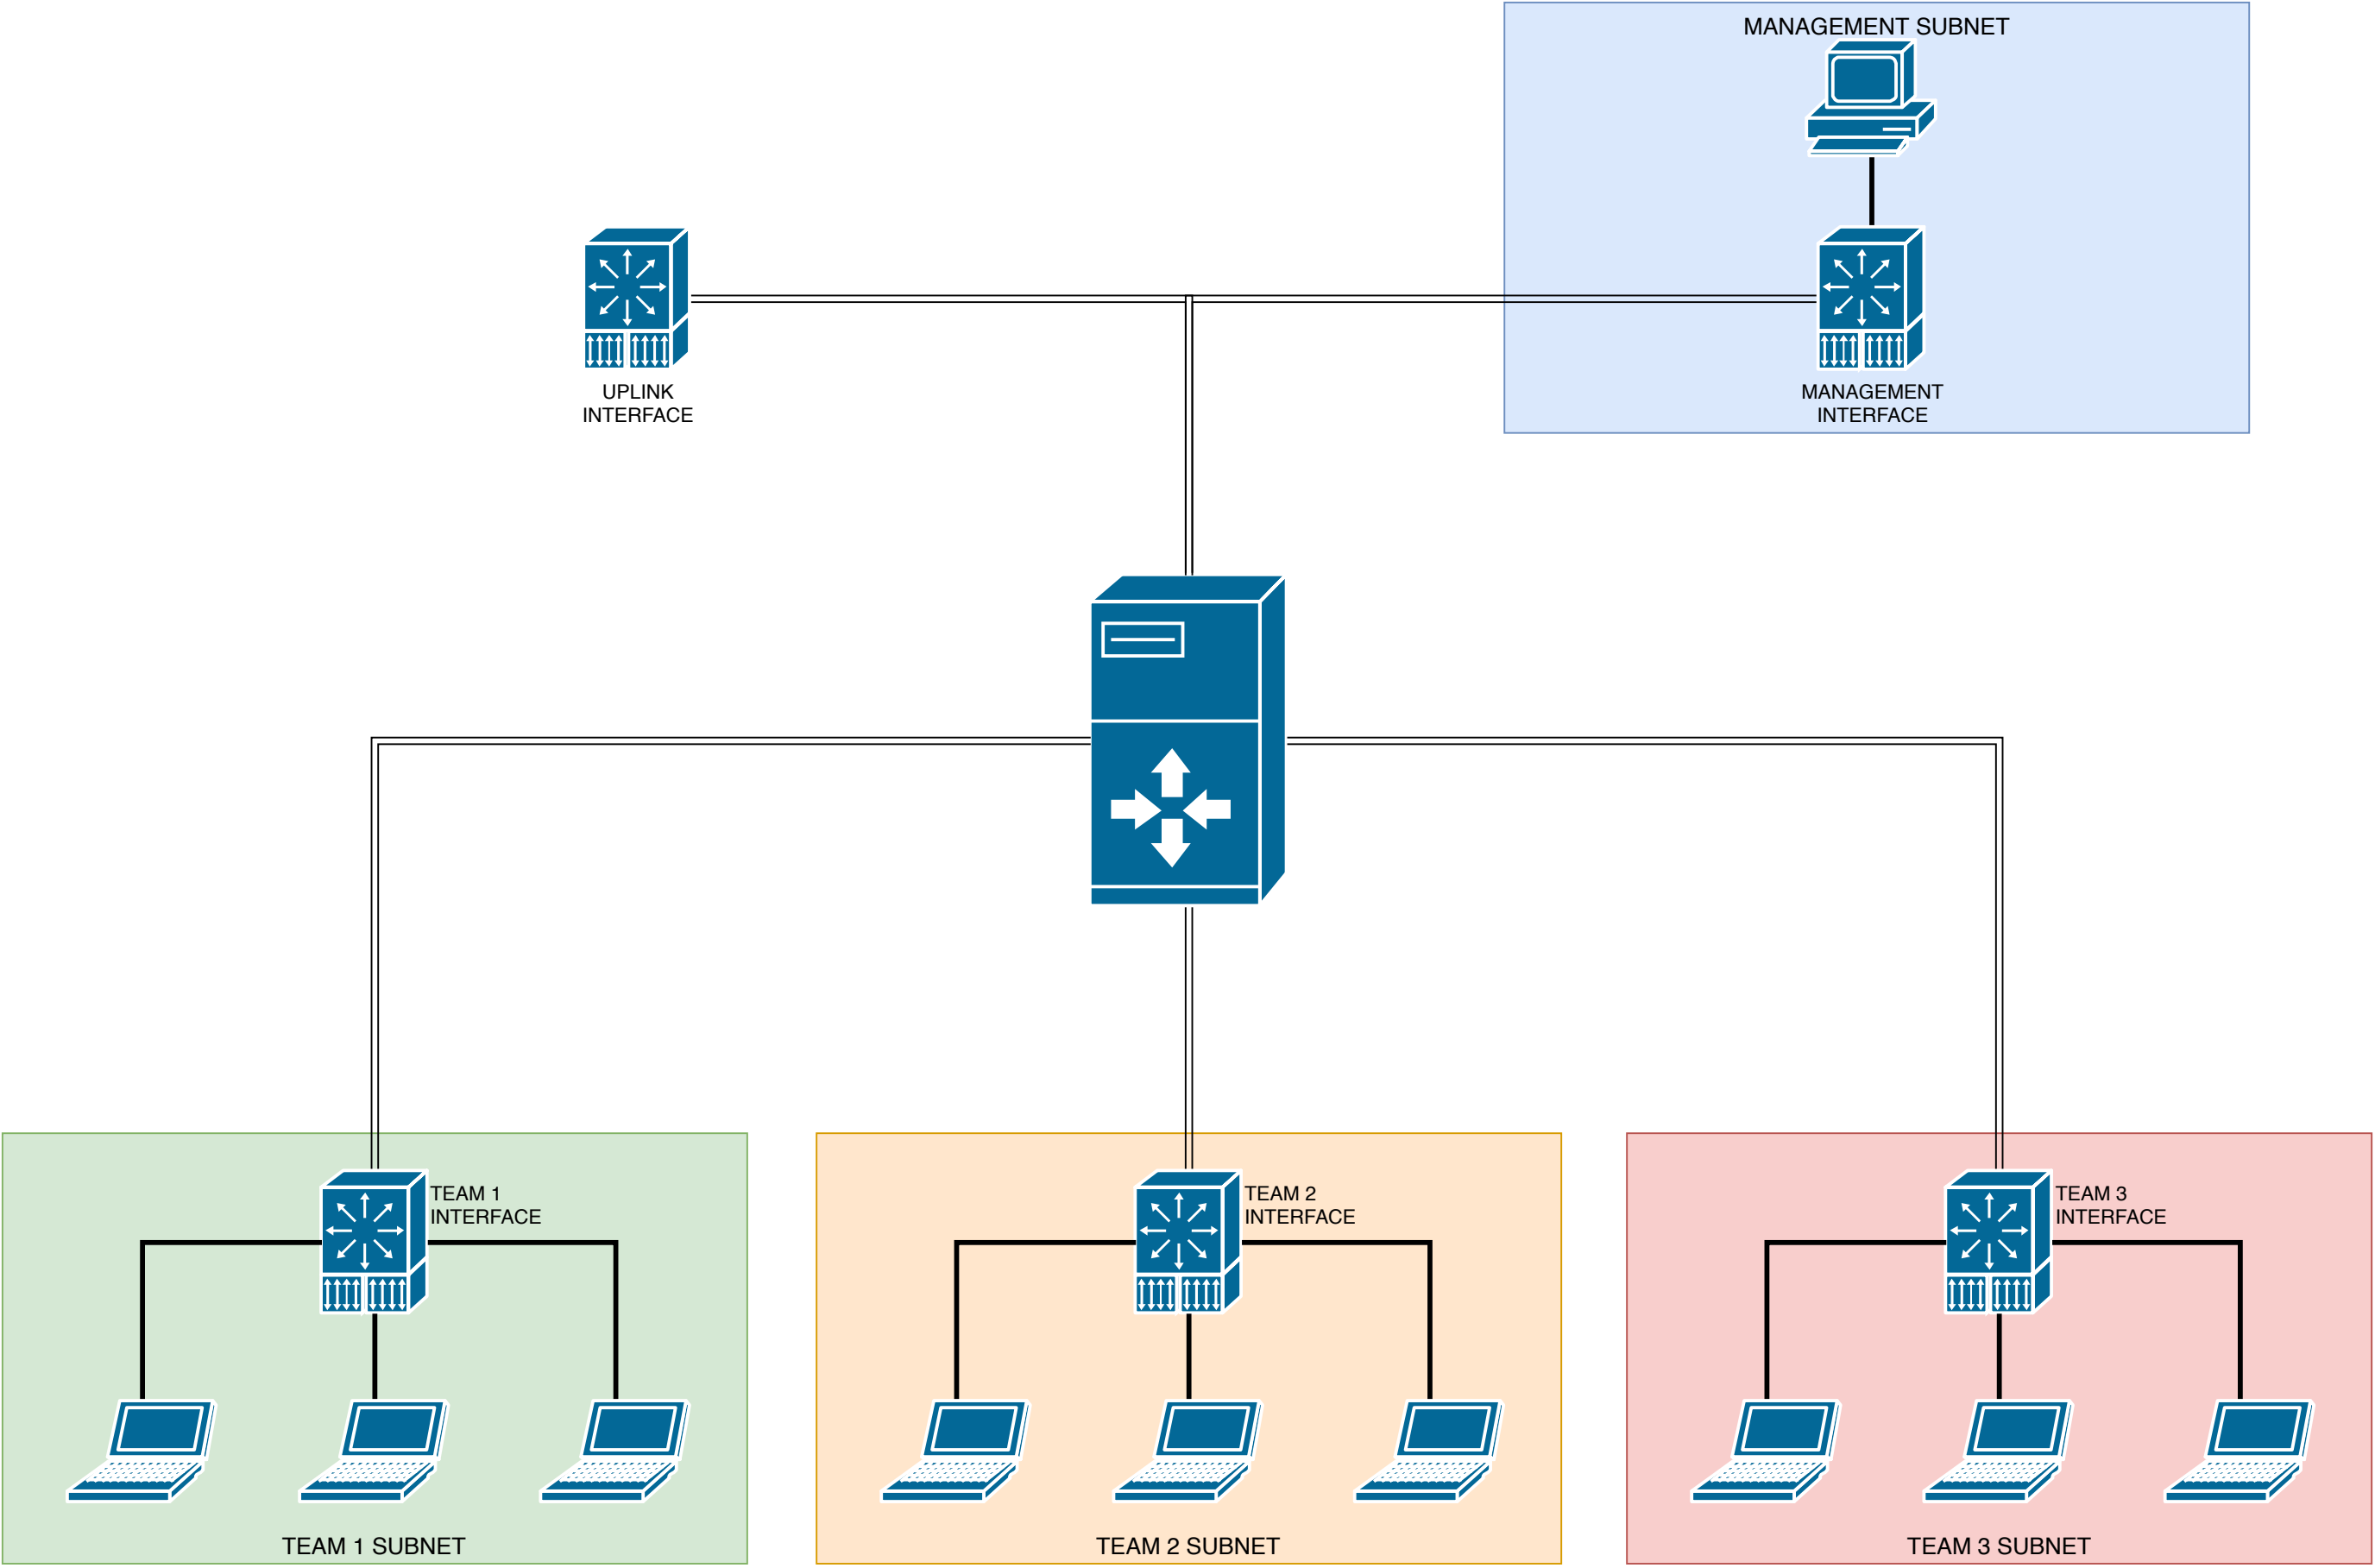 MANAGEMENT SUBNET
UPLINK
INTERFACE
MANAGEMENT
INTERFACE
TEAM 1
INTERFACE
TEAM 2
INTERFACE
TEAM 3
INTERFACE
TEAM 1 SUBNET
TEAM 2 SUBNET
TEAM 3 SUBNET